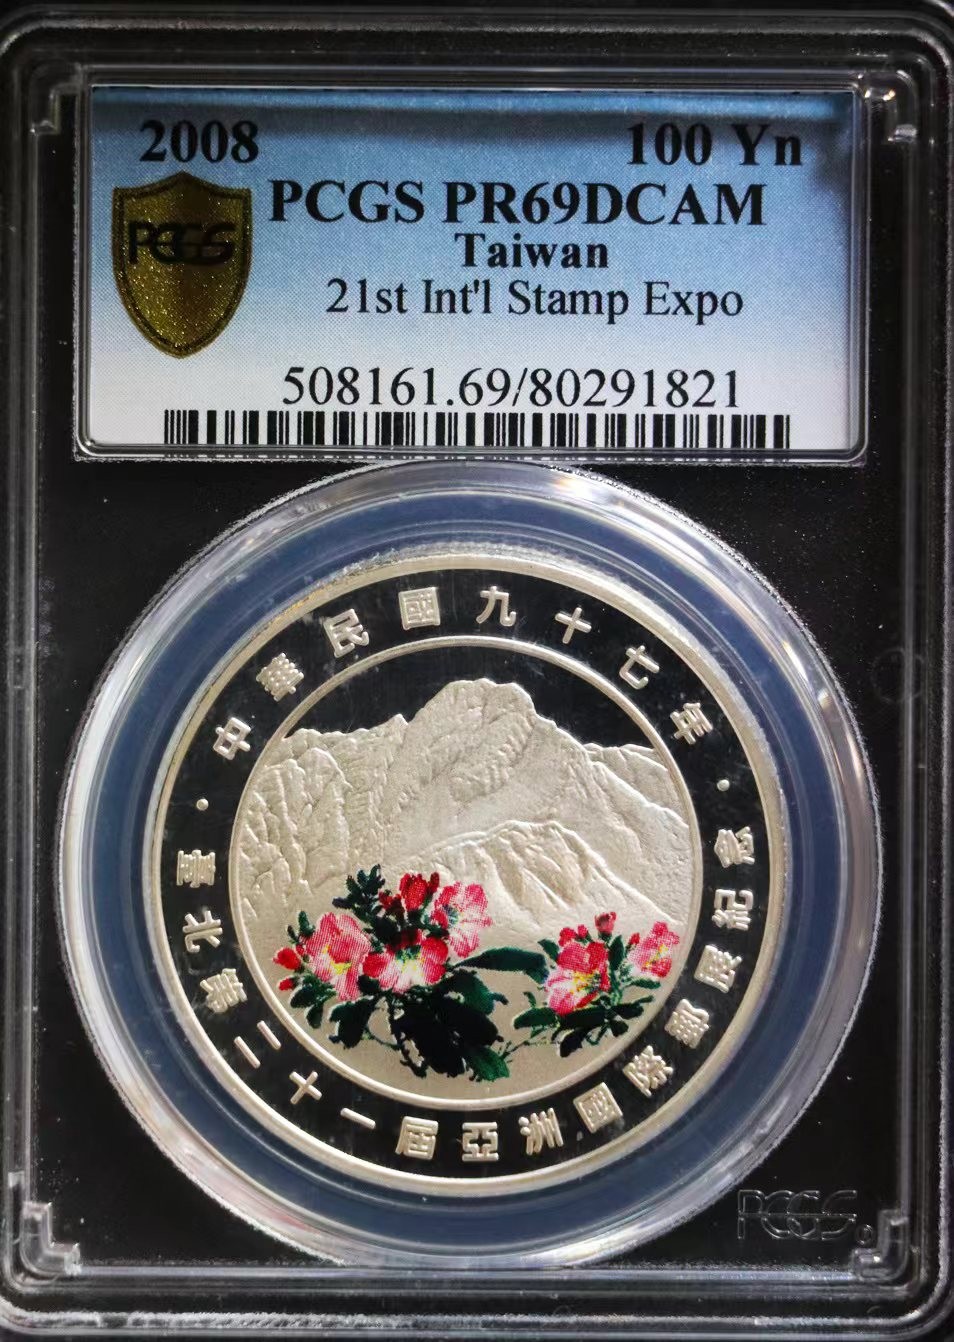 2008
100 Yn
PCGS
PCGS PR69DCAM
Taiwan
21st Int'l Stamp Expo
508161.69/80291821
中華民國九十七年
臺北第二十一屆亞洲國際郵展紀念
PCGS